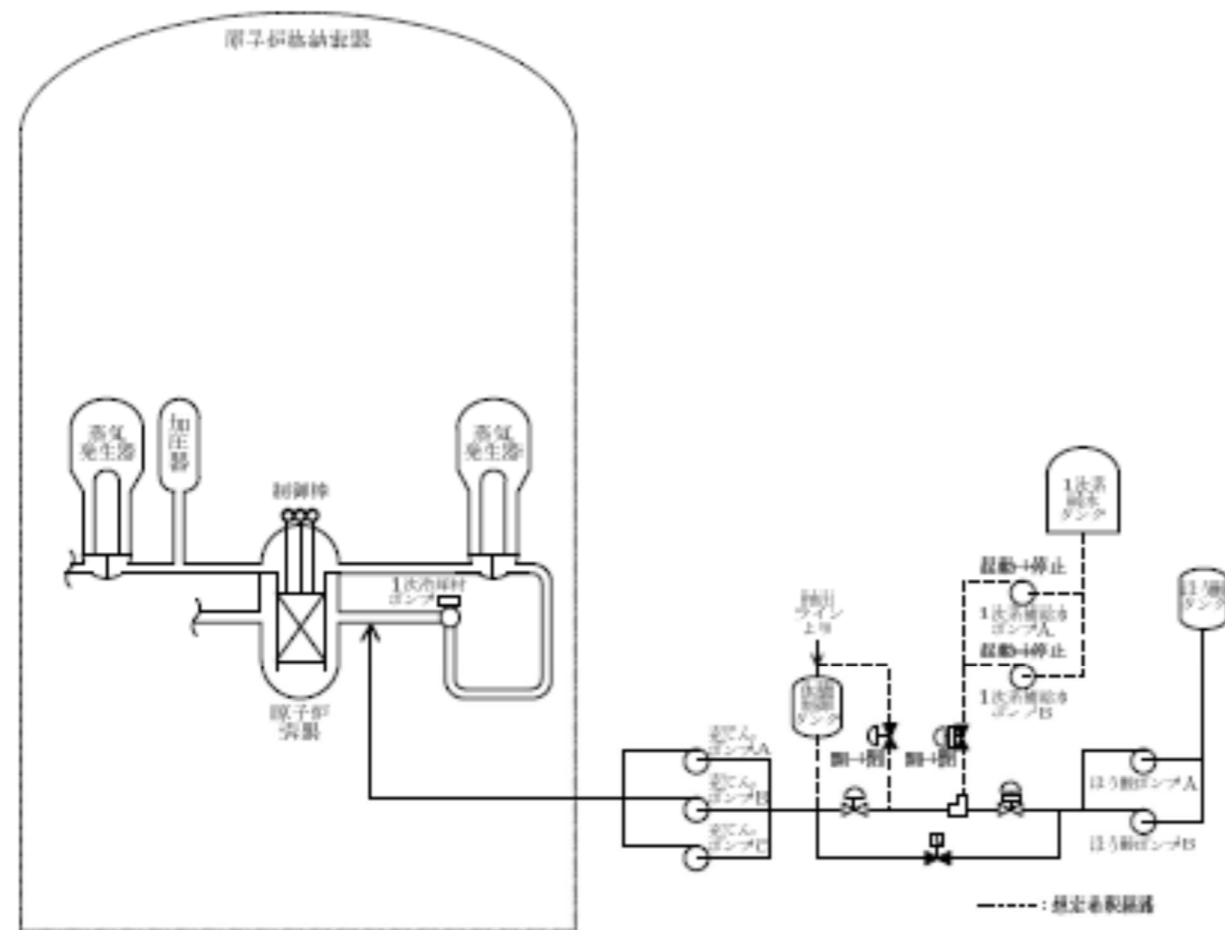 原子炉格納容器
蒸気
発生器
加
圧
器
蒸気
発生器
制御棒
1次冷却材
ポンプ
原子炉
容器
抽出
ライン
より
体積
制御
タンク
1次系
純水
タンク
ほう酸
タンク
起動→停止
1次系補給水
ポンプA
起動→停止
1次系補給水
ポンプB
開→閉
開→閉
充てん
ポンプA
充てん
ポンプB
充てん
ポンプC
ほう酸ポンプA
ほう酸ポンプB
:想定希釈経路